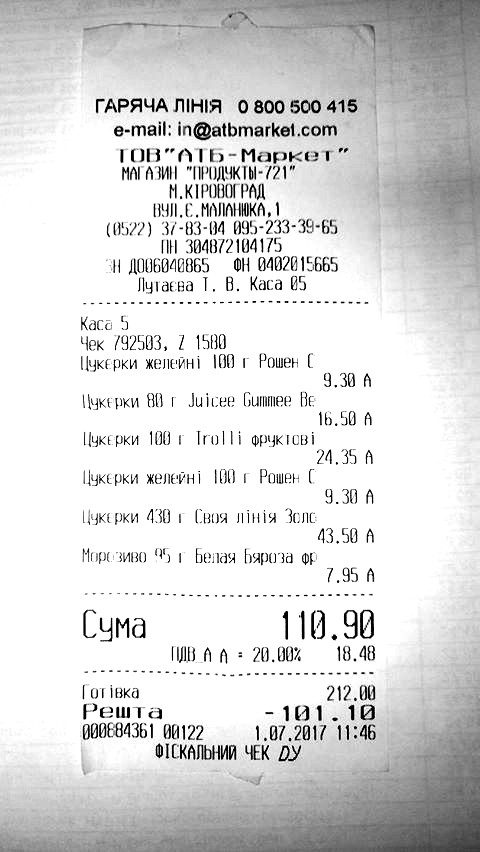 ГАРЯЧА ЛІНІЯ 0 800 500 415
e-mail: in@atbmarket.com
ТОВ"АТБ-Маркет"
МАГАЗИН "ПРОДУКТЫ-721"
М.КІРОВОГРАД
ВУЛ.Є.МАЛАНЮКА,1
(0522) 37-83-04 095-233-39-65
ПН 304872104175
ЗН ДО06040865 ФН 0402015665
Лутаєва Т. В. Каса 05
Каса 5
Чек 792503, Z 1580
Цукерки желейні 100 г Рошен С
9.30 А
Цукерки 80 г Juicee Gummee Be
16.50 А
Цукерки 100 г Trolli фруктові
24.35 А
Цукерки желейні 100 г Рошен С
9.30 А
Цукерки 430 г Своя лінія Золо
43.50 А
Морозиво 95 г Белая Бяроза фр
7.95 А
Сума 110.90
ПДВ_А А = 20.00% 18.48
Готівка 212.00
Решта -101.10
000884361 00122 1.07.2017 11:46
ФІСКАЛЬНИЙ ЧЕК